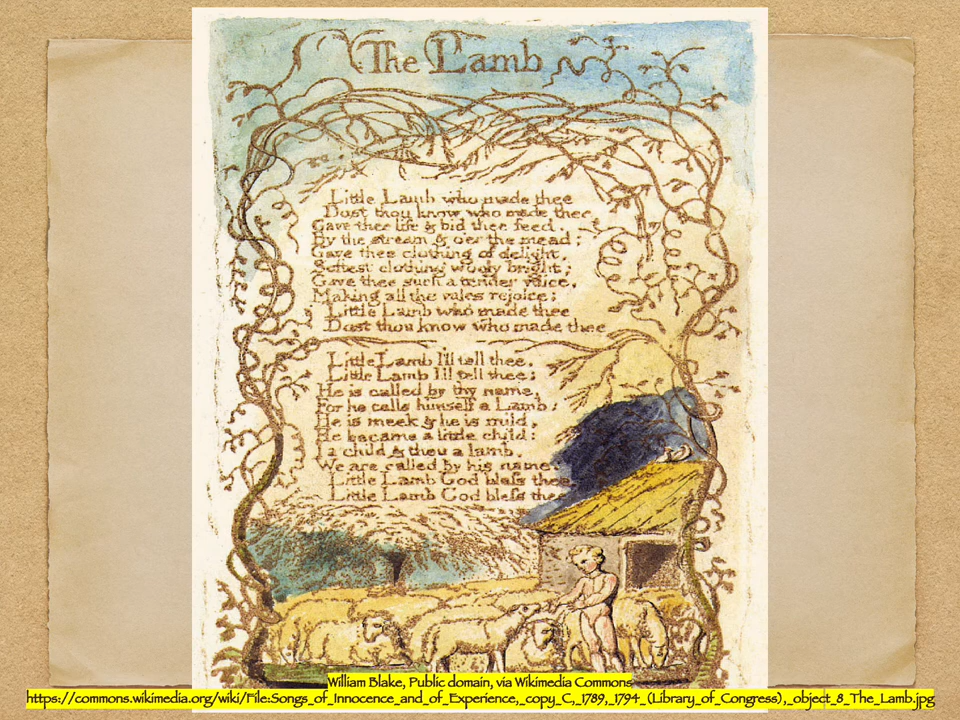 The Lamb
Little Lamb who made thee
Dost thou know who made thee
Gave thee life & bid thee feed.
By the stream & oer the mead;
Gave thee clothing of delight,
Softest clothing wooly bright;
Gave thee such a tender voice,
Making all the vales rejoice:
Little Lamb who made thee
Dost thou know who made thee
Little Lamb I'll tell thee,
Little Lamb I'll tell thee:
He is called by thy name,
For he calls himself a Lamb:
He is meek & he is mild,
He became a little child:
I a child & thou a lamb,
We are called by his name.
Little Lamb God bleſs thee.
Little Lamb God bleſs thee.
William Blake, Public domain, via Wikimedia Commons
https://commons.wikimedia.org/wiki/File:Songs_of_Innocence_and_of_Experience,_copy_C,_1789,_1794_(Library_of_Congress),_object_8_The_Lamb.jpg